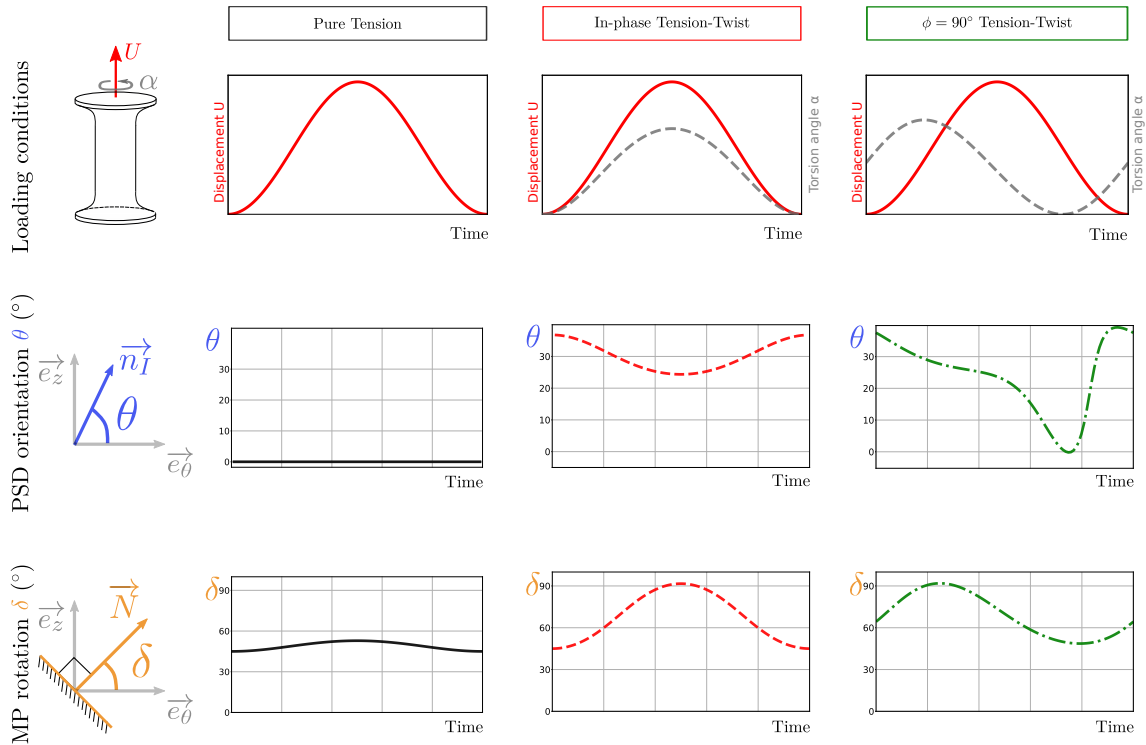 Pure Tension
In-phase Tension-Twist
ϕ = 90° Tension-Twist
Loading conditions
U
α
Displacement U
Time
Displacement U
Torsion angle α
Time
Displacement U
Torsion angle α
Time
PSD orientation θ (°)
e_z
n_I
θ
e_θ
θ
30
20
10
0
Time
θ
30
20
10
0
Time
θ
30
20
10
0
Time
MP rotation δ (°)
e_z
N
δ
e_θ
δ
90
60
30
0
Time
δ
90
60
30
0
Time
δ
90
60
30
0
Time